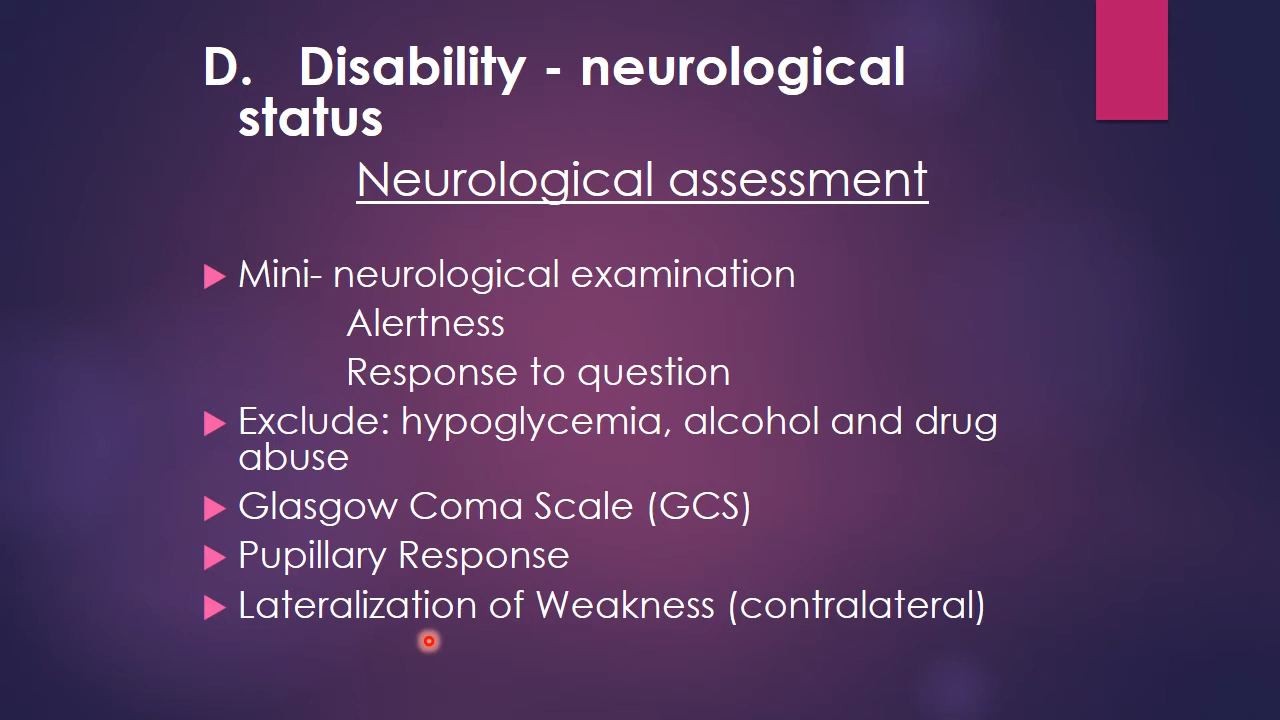 D. Disability - neurological
status
Neurological assessment
Mini- neurological examination
Alertness
Response to question
Exclude: hypoglycemia, alcohol and drug
abuse
Glasgow Coma Scale (GCS)
Pupillary Response
Lateralization of Weakness (contralateral)